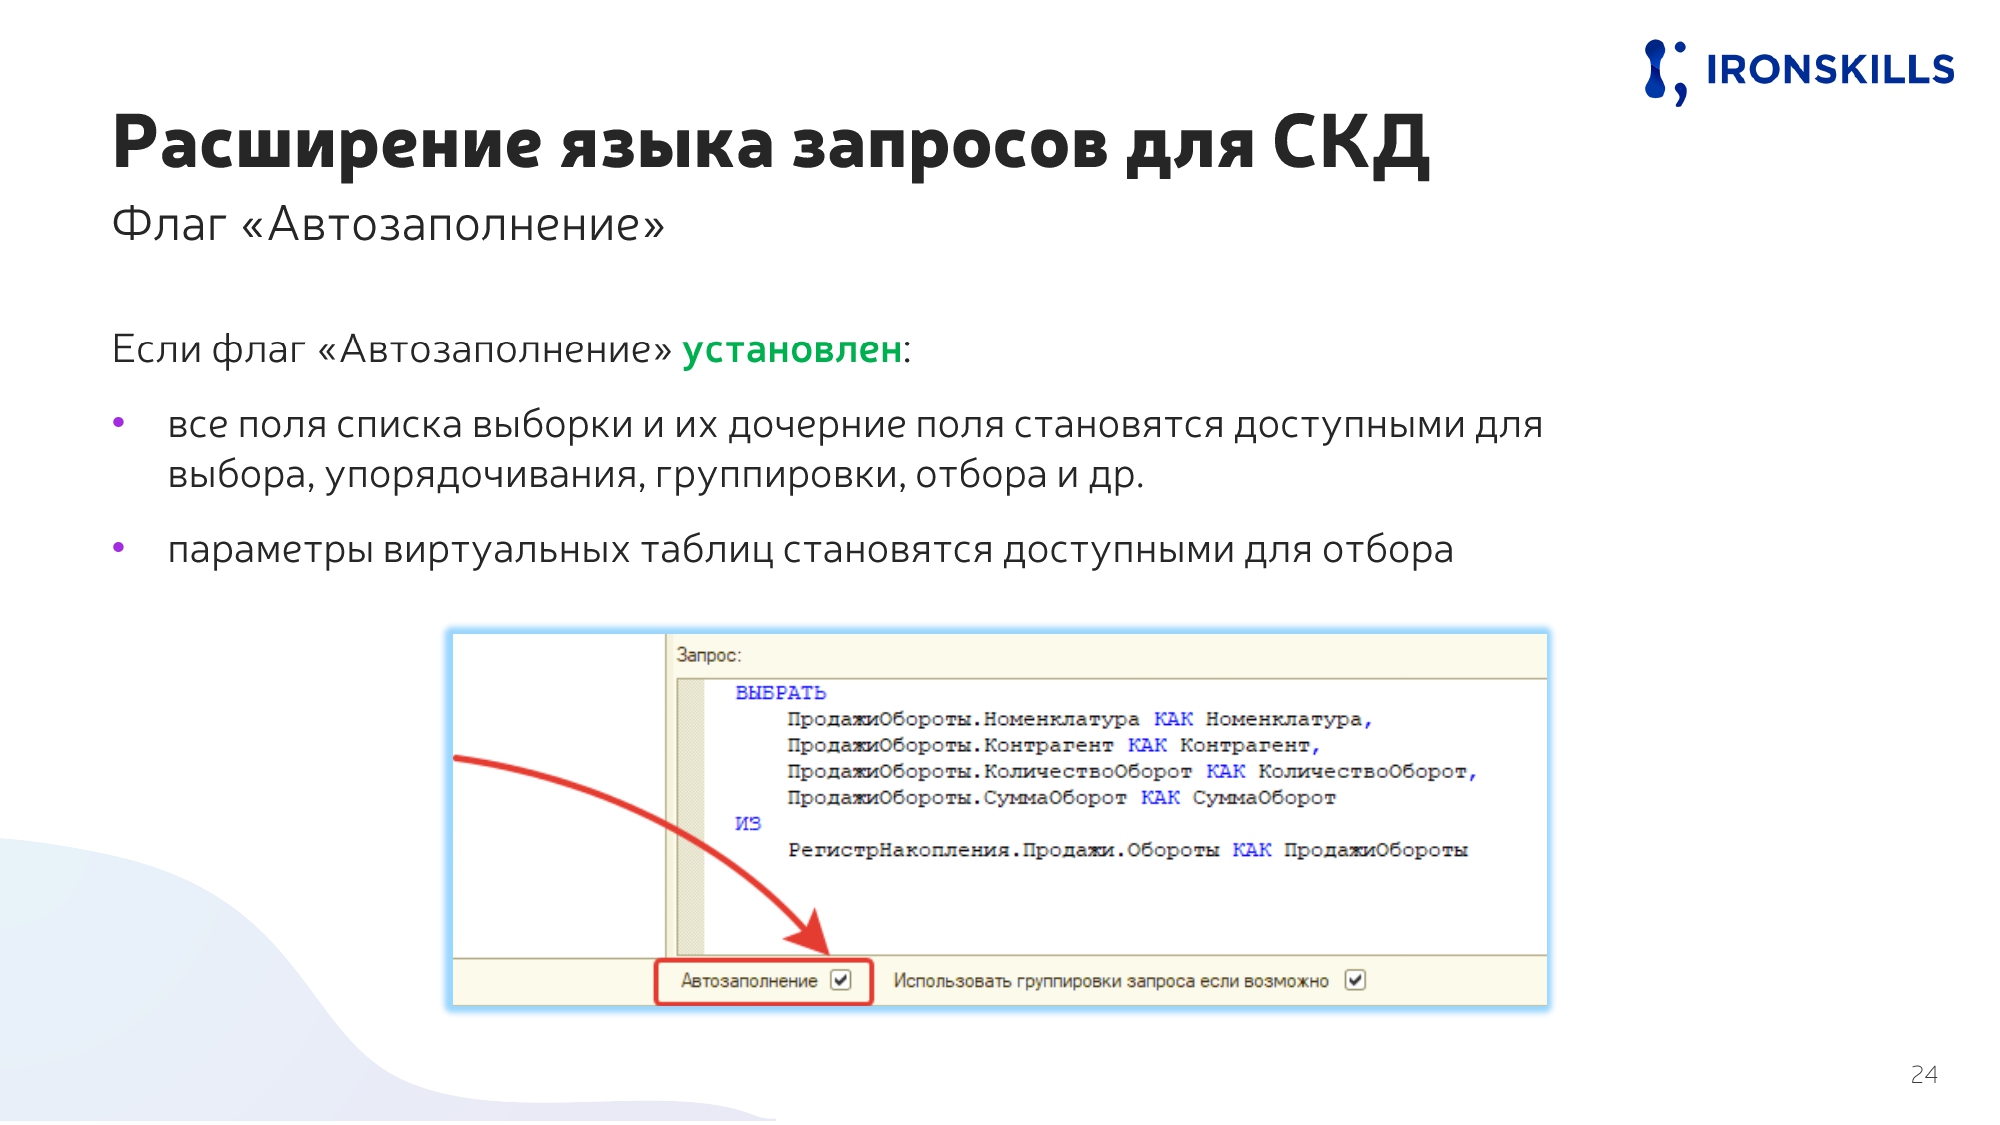 IRONSKILLS
Расширение языка запросов для СКД
Флаг «Автозаполнение»
Если флаг «Автозаполнение» установлен:
• все поля списка выборки и их дочерние поля становятся доступными для
выбора, упорядочивания, группировки, отбора и др.
• параметры виртуальных таблиц становятся доступными для отбора
Запрос:
ВЫБРАТЬ
ПродажиОбороты.Номенклатура КАК Номенклатура,
ПродажиОбороты.Контрагент КАК Контрагент,
ПродажиОбороты.КоличествоОборот КАК КоличествоОборот,
ПродажиОбороты.СуммаОборот КАК СуммаОборот
ИЗ
РегистрНакопления.Продажи.Обороты КАК ПродажиОбороты
Автозаполнение Использовать группировки запроса если возможно
24